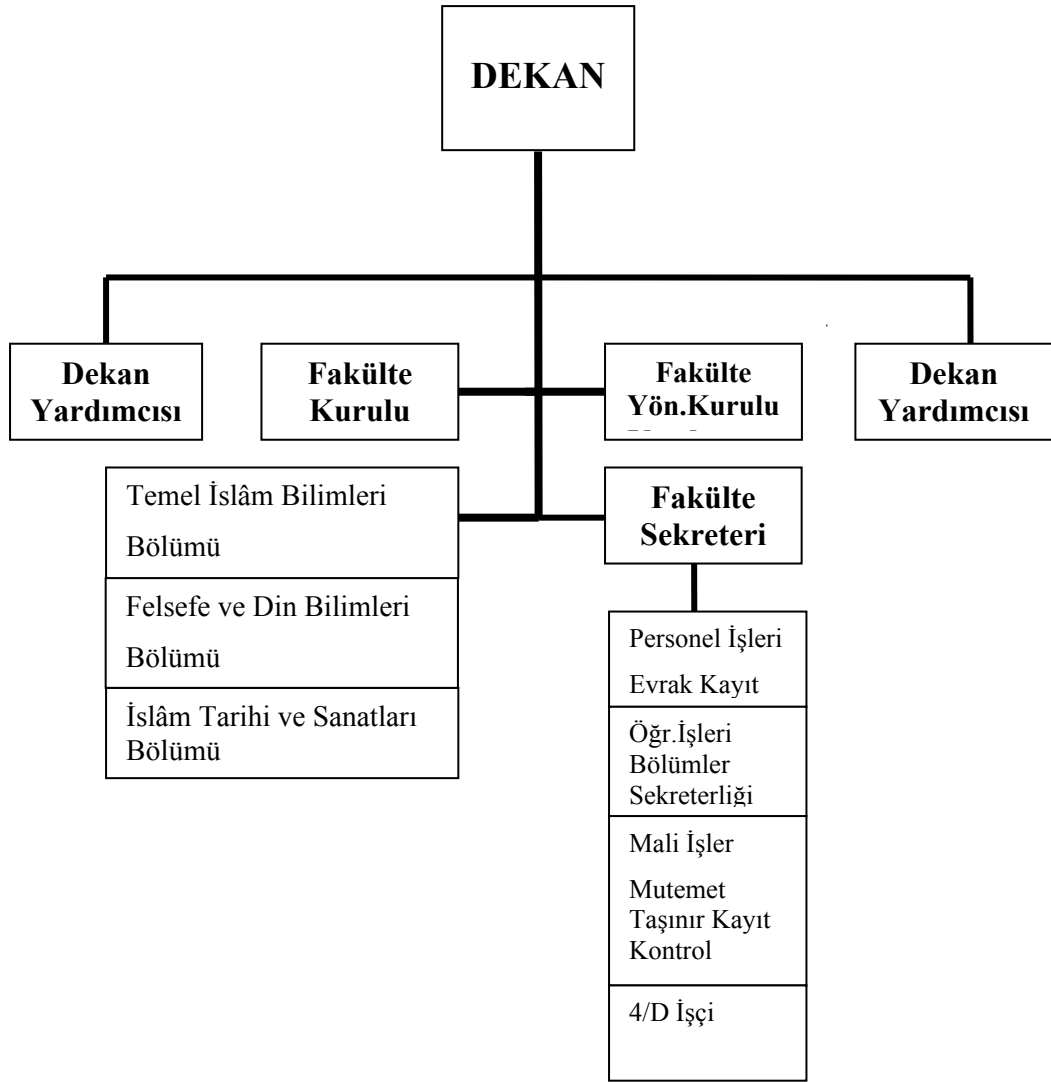 DEKAN
Dekan
Yardımcısı
Fakülte
Kurulu
Fakülte
Yön.Kurulu
Dekan
Yardımcısı
Temel İslâm Bilimleri
Bölümü
Felsefe ve Din Bilimleri
Bölümü
İslâm Tarihi ve Sanatları
Bölümü
Fakülte
Sekreteri
Personel İşleri
Evrak Kayıt
Öğr.İşleri
Bölümler
Sekreterliği
Mali İşler
Mutemet
Taşınır Kayıt
Kontrol
4/D İşçi